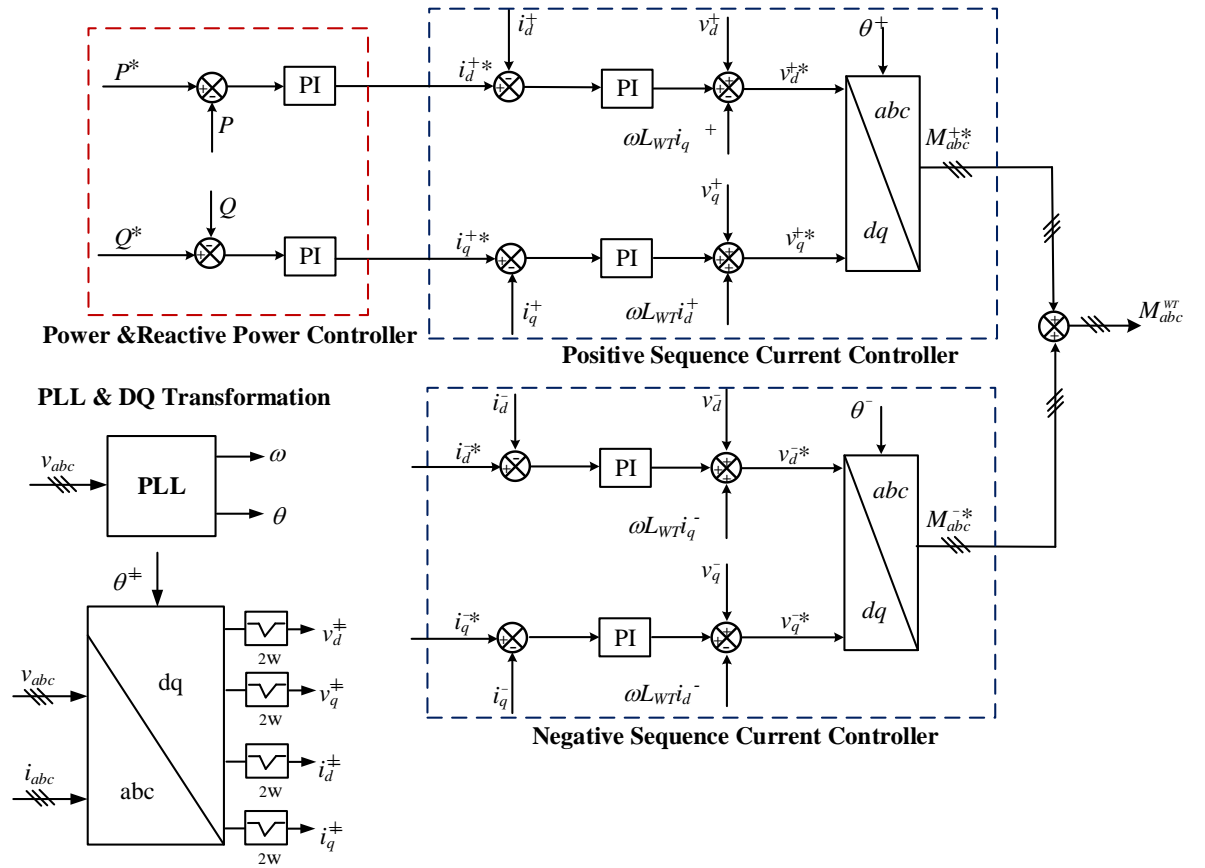 i_d^+
v_d^+
θ^+
P*
PI
i_d^+*
PI
v_d^+*
abc
P
ωL_WT i_q^+
M_abc^+*
Q
v_q^+
Q*
PI
i_q^+*
PI
v_q^+*
dq
i_q^+
ωL_WT i_d^+
M_abc^WT
Power &Reactive Power Controller
Positive Sequence Current Controller
PLL & DQ Transformation
i_d^-
v_d^-
θ^-
v_abc
PLL
ω
θ
i_d^-*
PI
v_d^-*
abc
ωL_WT i_q^-
M_abc^-*
v_q^-
i_q^-*
PI
v_q^-*
dq
i_q^-
ωL_WT i_d^-
Negative Sequence Current Controller
θ^∓
v_abc
i_abc
dq
abc
2w
v_d^∓
2w
v_q^∓
2w
i_d^∓
2w
i_q^∓